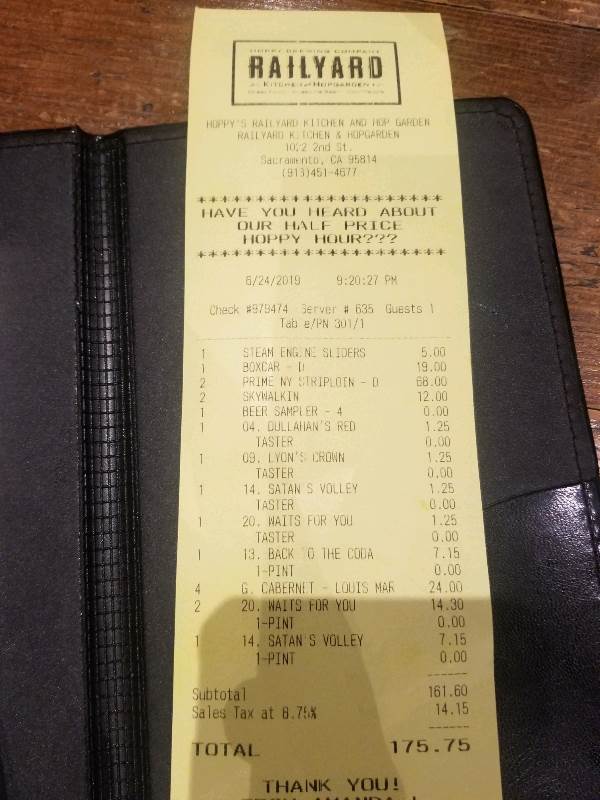 HOPPY BREWING COMPANY
RAILYARD
KITCHEN HOPGARDEN
HOPPY'S RAILYARD KITCHEN AND HOP GARDEN
RAILYARD KITCHEN & HOPGARDEN
1022 2nd St.
Sacramento, CA 95814
(913)451-4677
**********************
HAVE YOU HEARD ABOUT
OUR HALF PRICE
HOPPY HOUR???
**********************
6/24/2019 9:20:27 PM
Check #979474 Server # 635 Guests 1
Table/PN 301/1
1 STEAM ENGINE SLIDERS 5.00
1 BOXCAR - D 19.00
2 PRIME NY STRIPLOIN - D 68.00
2 SKYWALKIN 12.00
1 BEER SAMPLER - 4 0.00
1 04. DULLAHAN'S RED 1.25
TASTER 0.00
1 09. LYON'S CROWN 1.25
TASTER 0.00
1 14. SATAN'S VOLLEY 1.25
TASTER 0.00
1 20. WAITS FOR YOU 1.25
TASTER 0.00
1 13. BACK TO THE CODA 7.15
1-PINT 0.00
4 G. CABERNET - LOUIS MAR 24.00
2 20. WAITS FOR YOU 14.30
1-PINT 0.00
1 14. SATAN'S VOLLEY 7.15
1-PINT 0.00
------
Subtotal 161.60
Sales Tax at 8.75% 14.15
------
TOTAL 175.75
THANK YOU!